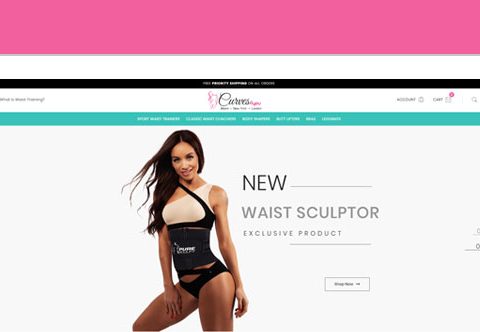 FREE PRIORITY SHIPPING ON ALL ORDERS
What is Waist Training?
Curves
Miami • New York • London
ACCOUNT
CART
SPORT WAIST TRAINERS CLASSIC WAIST CINCHERS BODY SHAPERS BUTT LIFTERS BRAS LEGGINGS
NEW
WAIST SCULPTOR
EXCLUSIVE PRODUCT
PURE
Shop Now